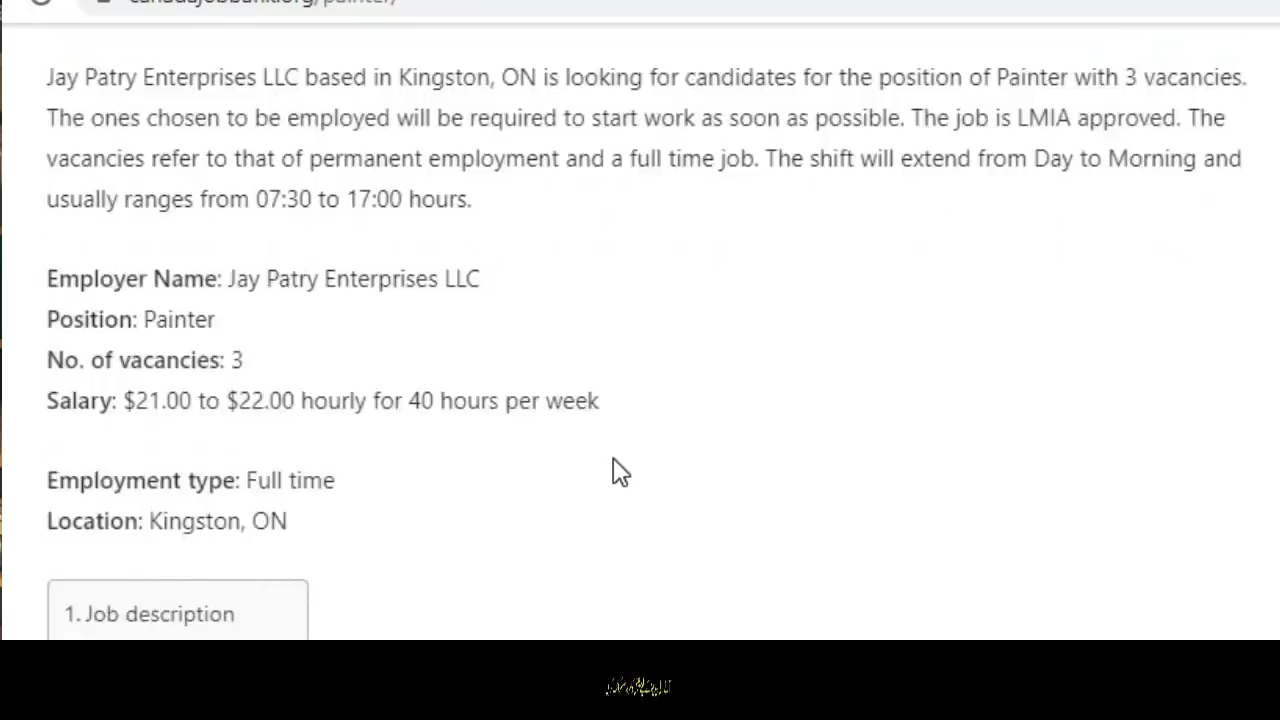 Jay Patry Enterprises LLC based in Kingston, ON is looking for candidates for the position of Painter with 3 vacancies.
The ones chosen to be employed will be required to start work as soon as possible. The job is LMIA approved. The
vacancies refer to that of permanent employment and a full time job. The shift will extend from Day to Morning and
usually ranges from 07:30 to 17:00 hours.
Employer Name: Jay Patry Enterprises LLC
Position: Painter
No. of vacancies: 3
Salary: $21.00 to $22.00 hourly for 40 hours per week
Employment type: Full time
Location: Kingston, ON
1. Job description